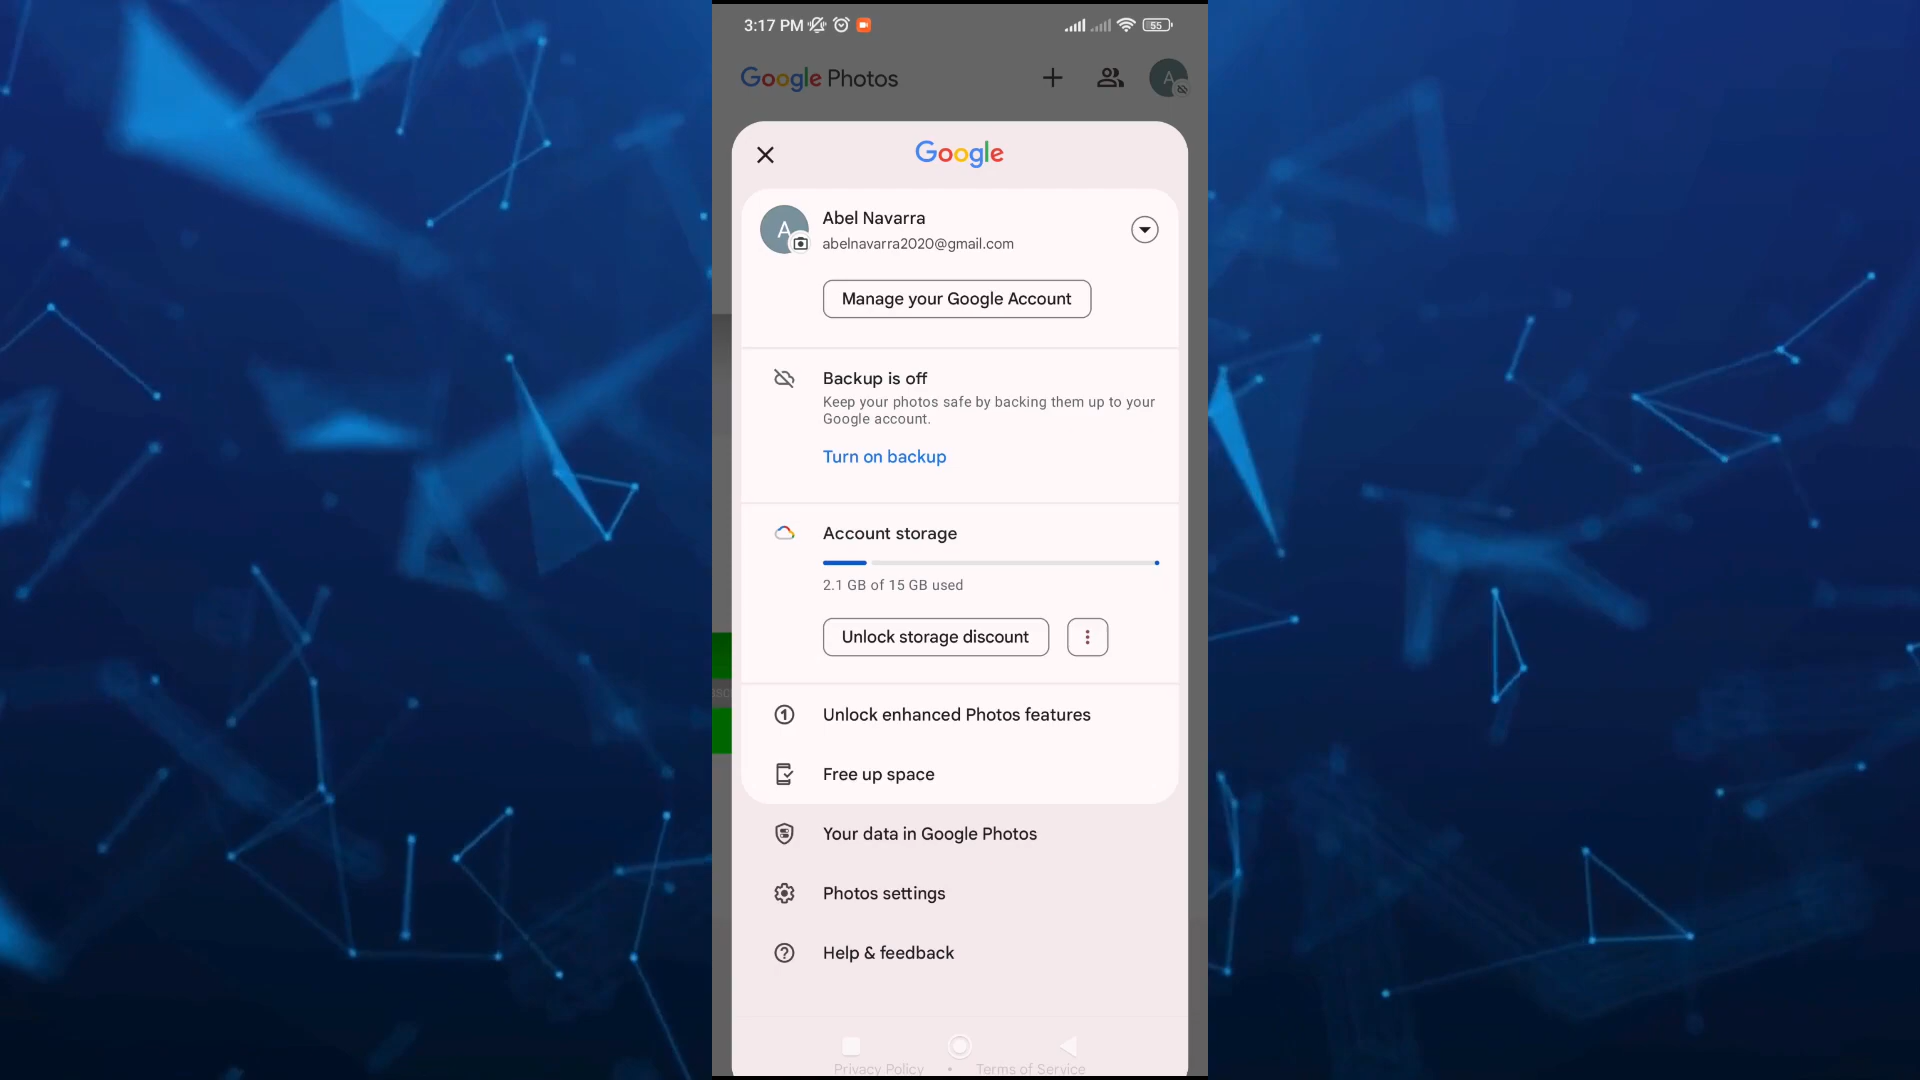 3:17 PM
55
Google Photos
A
Google
A
Abel Navarra
abelnavarra2020@gmail.com
Manage your Google Account
Backup is off
Keep your photos safe by backing them up to your
Google account.
Turn on backup
Account storage
2.1 GB of 15 GB used
Unlock storage discount
Unlock enhanced Photos features
Free up space
Your data in Google Photos
Photos settings
Help & feedback
Privacy Policy • Terms of Service